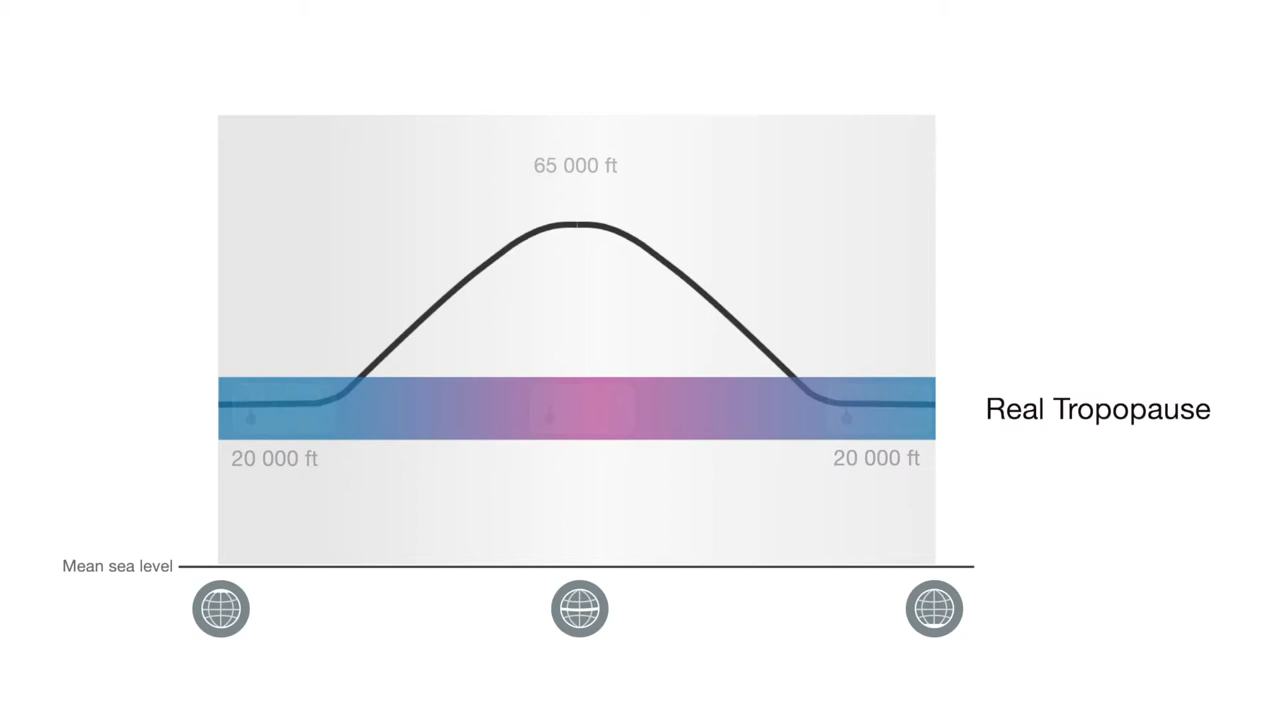 65 000 ft
Real Tropopause
20 000 ft
20 000 ft
Mean sea level